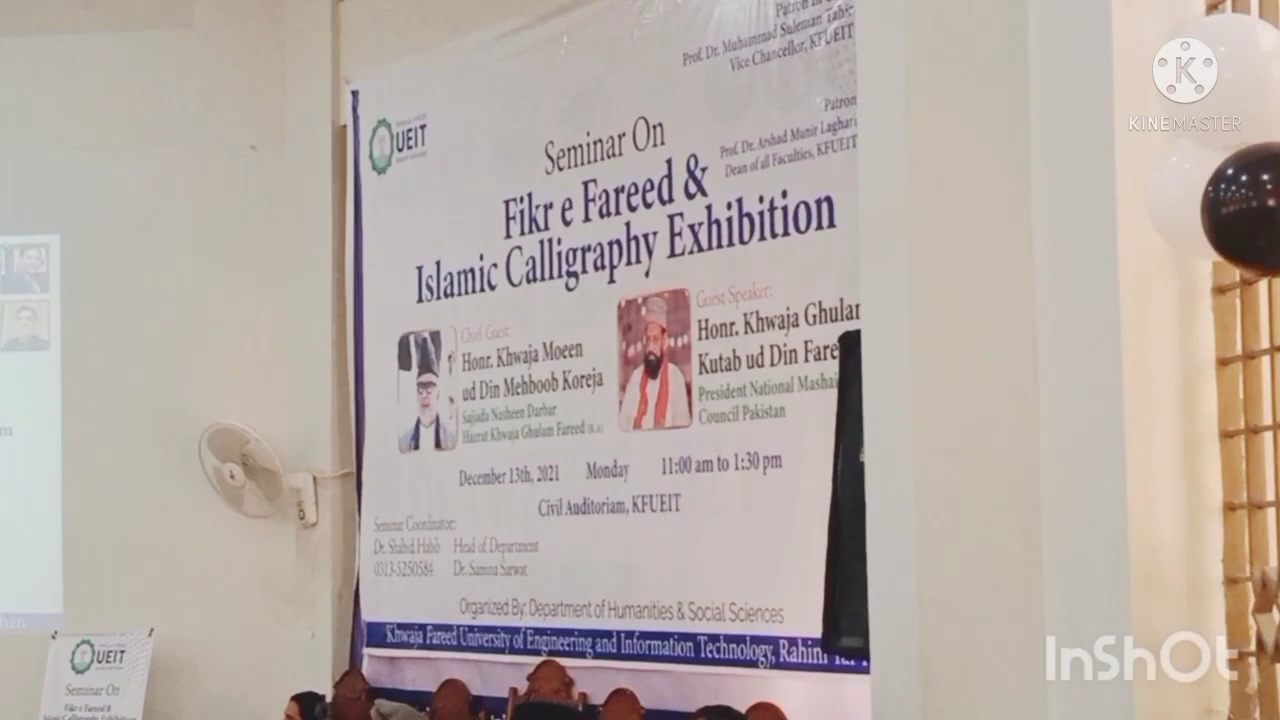 Prof. Dr. Muhammad Suleman Tahir
Vice Chancellor, KFUEIT
Patron
Prof. Dr. Arshad Munir Laghari
Dean of all Faculties, KFUEIT
UEIT
Seminar On
Fikr e Fareed &
Islamic Calligraphy Exhibition
Chief Guest:
Honr. Khwaja Moeen
ud Din Mehboob Koreja
Sajjada Nasheen Darbar
Hazrat Khwaja Ghulam Fareed (R.A)
Guest Speaker:
Honr. Khwaja Ghulam
Kutab ud Din Fare
President National Mashai
Council Pakistan
December 13th, 2021 Monday 11:00 am to 1:30 pm
Civil Auditoriam, KFUEIT
Seminar Coordinator:
Dr. Shahid Habib Head of Department
0313-5250584 Dr. Samina Sarwat
Organized By: Department of Humanities & Social Sciences
Khwaja Fareed University of Engineering and Information Technology,
UEIT
Seminar On
Fikr e Fareed &
Islamic Calligraphy
K
KINEMASTER
InShOt